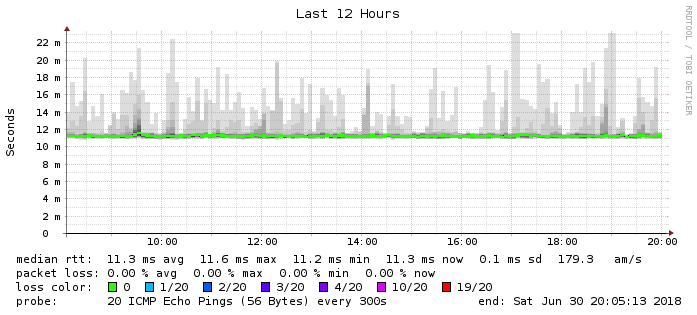 Last 12 Hours
RRDTOOL / TOBI OETIKER
Seconds
22 m
20 m
18 m
16 m
14 m
12 m
10 m
8 m
6 m
4 m
2 m
0
10:00 12:00 14:00 16:00 18:00 20:00
median rtt: 11.3 ms avg 11.6 ms max 11.2 ms min 11.3 ms now 0.1 ms sd 179.3 am/s
packet loss: 0.00 % avg 0.00 % max 0.00 % min 0.00 % now
loss color: 0 1/20 2/20 3/20 4/20 10/20 19/20
probe: 20 ICMP Echo Pings (56 Bytes) every 300s end: Sat Jun 30 20:05:13 2018